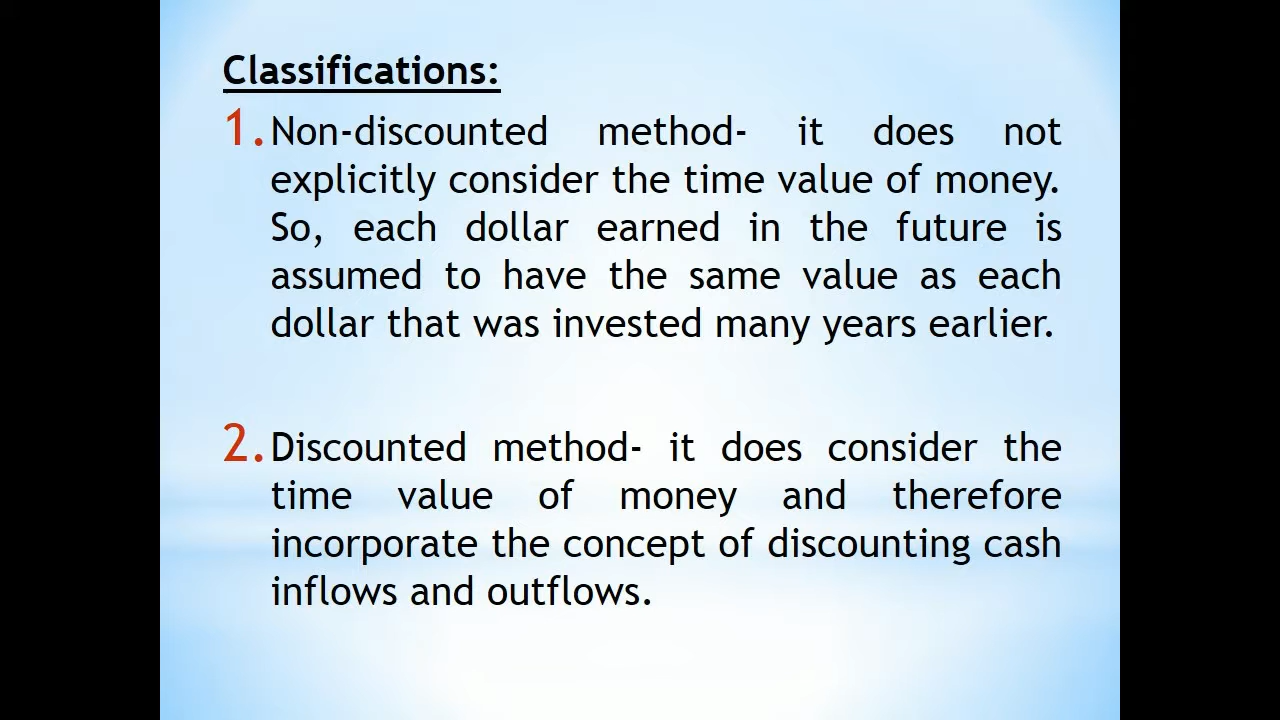 Classifications:
1. Non-discounted method- it does not
explicitly consider the time value of money.
So, each dollar earned in the future is
assumed to have the same value as each
dollar that was invested many years earlier.
2. Discounted method- it does consider the
time value of money and therefore
incorporate the concept of discounting cash
inflows and outflows.